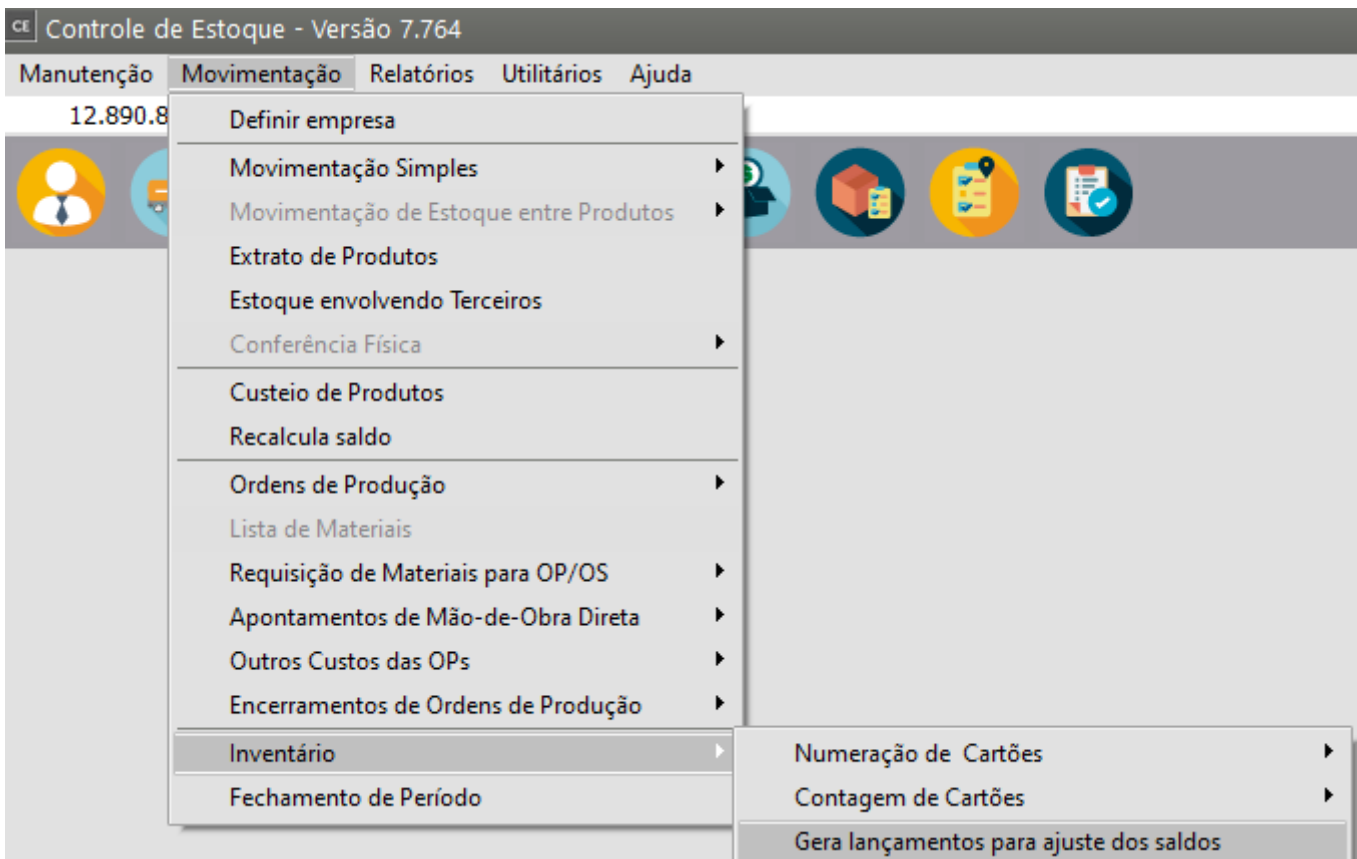 CE Controle de Estoque - Versão 7.764
Manutenção Movimentação Relatórios Utilitários Ajuda
12.890.8
Definir empresa
Movimentação Simples
Movimentação de Estoque entre Produtos
Extrato de Produtos
Estoque envolvendo Terceiros
Conferência Física
Custeio de Produtos
Recalcula saldo
Ordens de Produção
Lista de Materiais
Requisição de Materiais para OP/OS
Apontamentos de Mão-de-Obra Direta
Outros Custos das OPs
Encerramentos de Ordens de Produção
Inventário
Fechamento de Período
Numeração de Cartões
Contagem de Cartões
Gera lançamentos para ajuste dos saldos